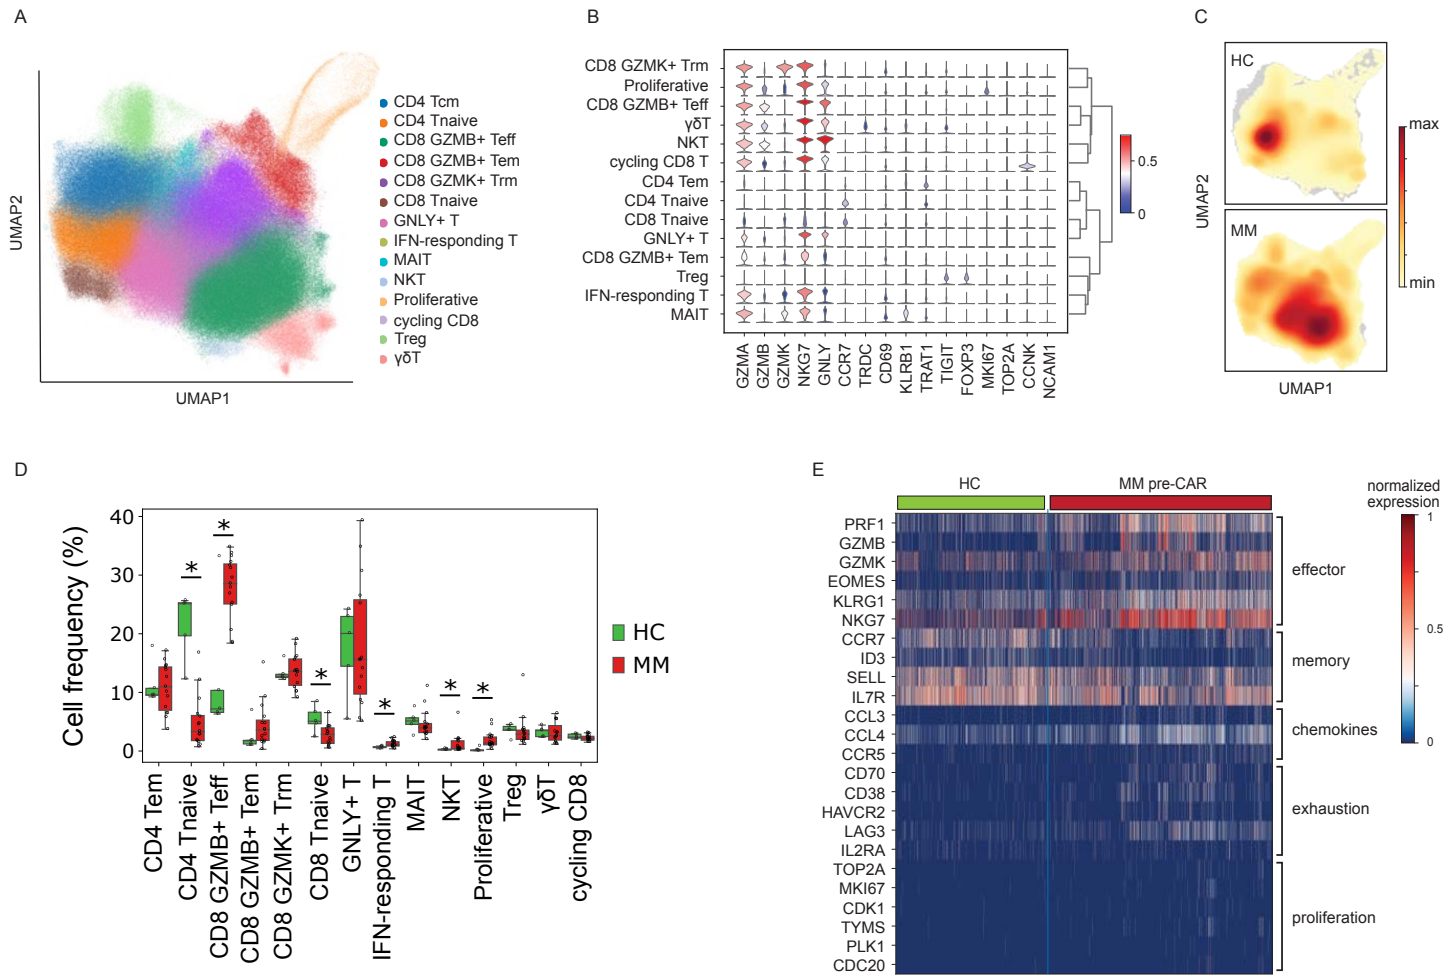 A
UMAP2
UMAP1
CD4 Tcm
CD4 Tnaive
CD8 GZMB+ Teff
CD8 GZMB+ Tem
CD8 GZMK+ Trm
CD8 Tnaive
GNLY+ T
IFN-responding T
MAIT
NKT
Proliferative
cycling CD8
Treg
γδT
B
CD8 GZMK+ Trm
Proliferative
CD8 GZMB+ Teff
γδT
NKT
cycling CD8 T
CD4 Tem
CD4 Tnaive
CD8 Tnaive
GNLY+ T
CD8 GZMB+ Tem
Treg
IFN-responding T
MAIT
GZMA
GZMB
GZMK
NKG7
GNLY
CCR7
TRDC
CD69
KLRB1
TRAT1
TIGIT
FOXP3
MKI67
TOP2A
CCNK
NCAM1
0.5
0
C
HC
MM
UMAP2
UMAP1
max
min
D
Cell frequency (%)
40
30
20
10
0
*
*
*
*
*
*
CD4 Tem
CD4 Tnaive
CD8 GZMB+ Teff
CD8 GZMB+ Tem
CD8 GZMK+ Trm
CD8 Tnaive
GNLY+ T
IFN-responding T
MAIT
NKT
Proliferative
Treg
γδT
cycling CD8
HC
MM
E
HC
MM pre-CAR
PRF1
GZMB
GZMK
EOMES
KLRG1
NKG7
CCR7
ID3
SELL
IL7R
CCL3
CCL4
CCR5
CD70
CD38
HAVCR2
LAG3
IL2RA
TOP2A
MKI67
CDK1
TYMS
PLK1
CDC20
effector
memory
chemokines
exhaustion
proliferation
normalized
expression
1
0.5
0